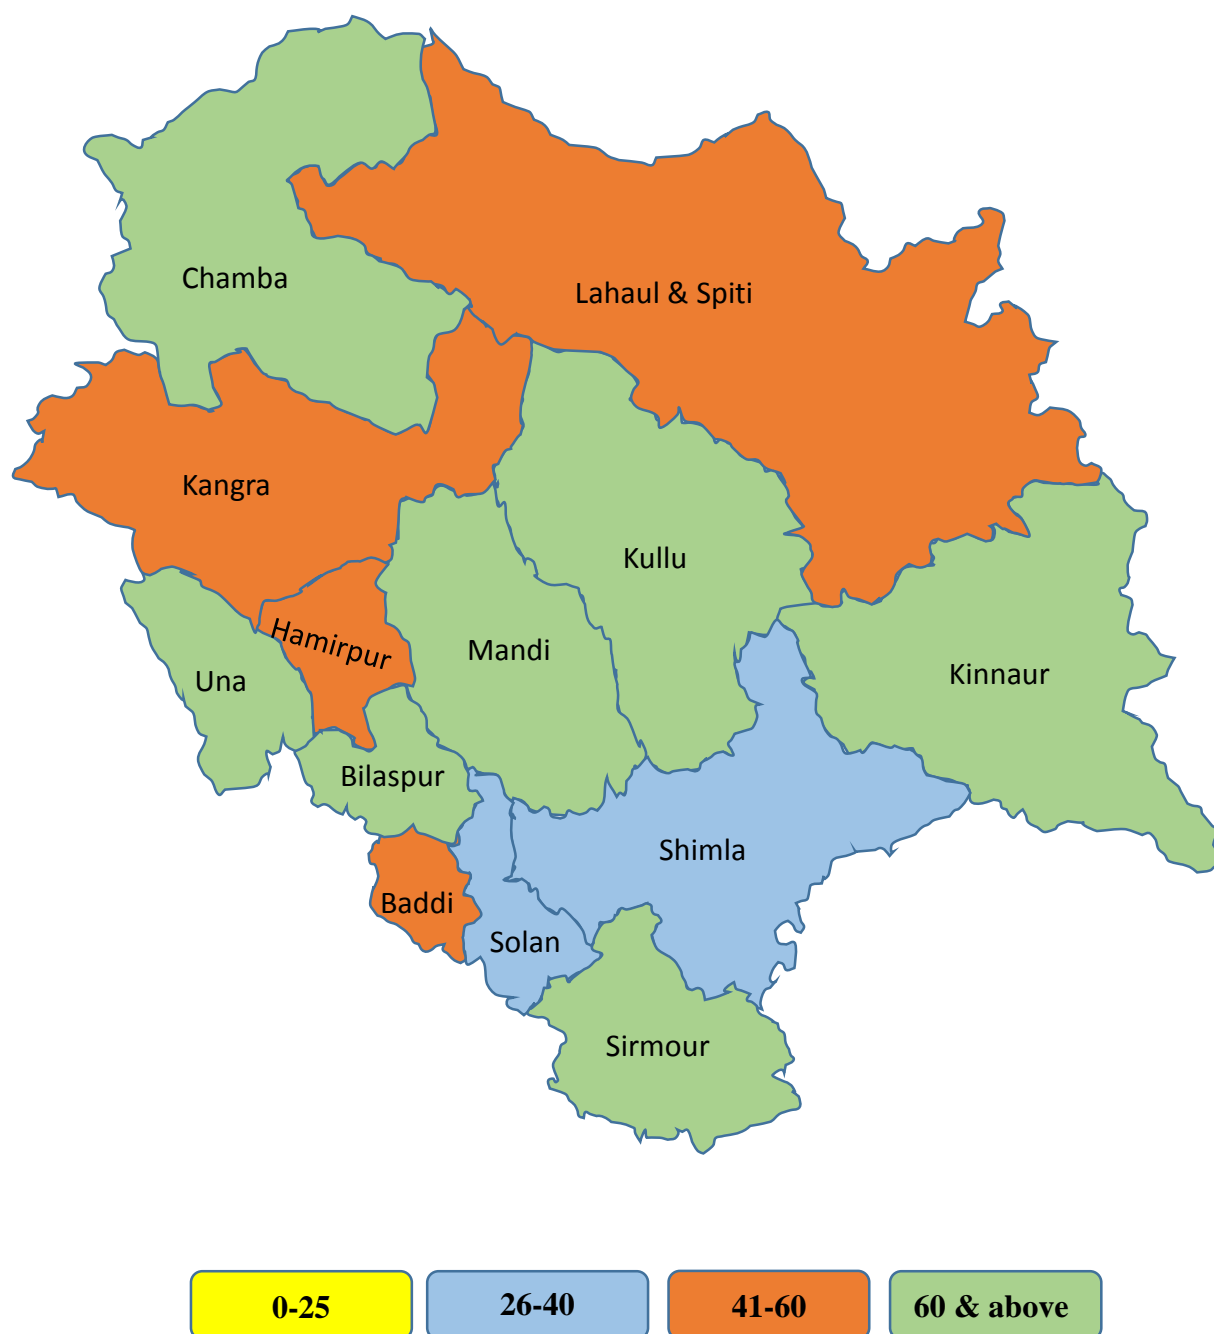 Chamba
Lahaul & Spiti
Kangra
Kullu
Hamirpur
Mandi
Una
Kinnaur
Bilaspur
Shimla
Baddi
Solan
Sirmour
0-25
26-40
41-60
60 & above